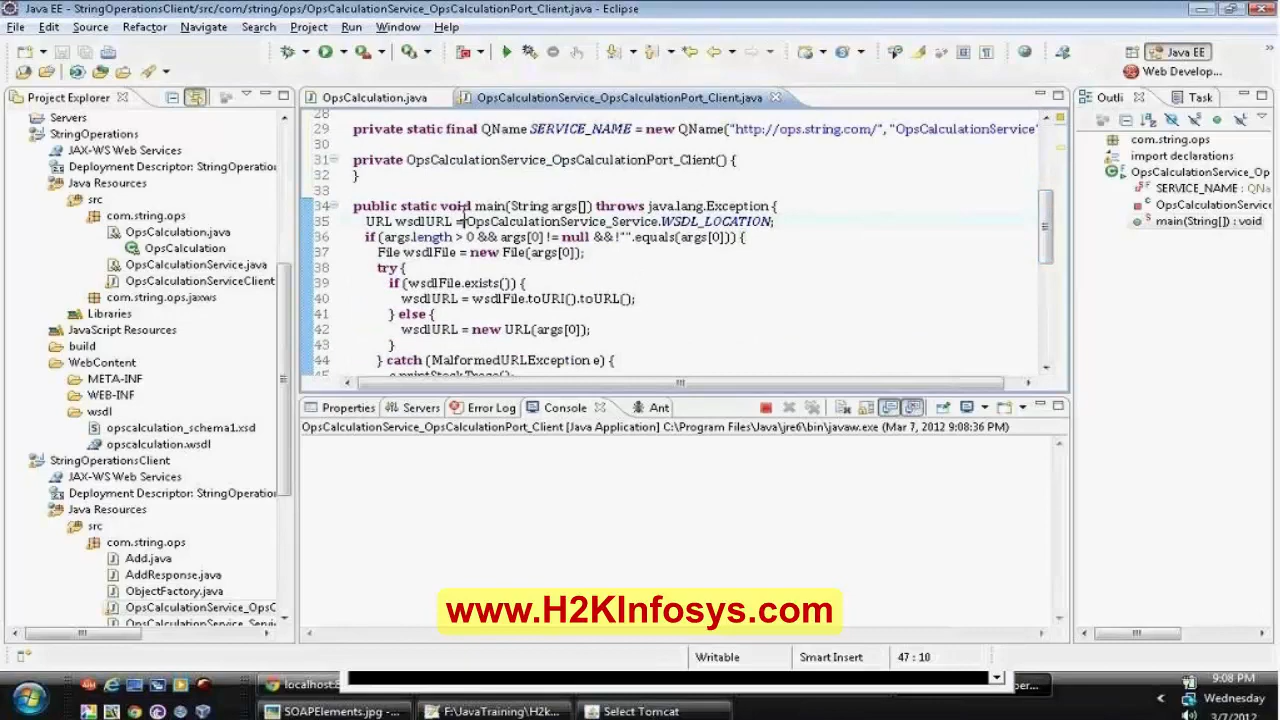 Java EE - StringOperationsClient/src/com/string/ops/OpsCalculationService_OpsCalculationPort_Client.java - Eclipse
File Edit Source Refactor Navigate Search Project Run Window Help
Java EE
Web Develop...
Project Explorer
Servers
StringOperations
JAX-WS Web Services
Deployment Descriptor: StringOperation
Java Resources
src
com.string.ops
OpsCalculation.java
OpsCalculation
OpsCalculationService.java
OpsCalculationServiceClient
com.string.ops.jaxws
Libraries
JavaScript Resources
build
WebContent
META-INF
WEB-INF
wsdl
opscalculation_schema1.xsd
opscalculation.wsdl
StringOperationsClient
JAX-WS Web Services
Deployment Descriptor: StringOperation
Java Resources
src
com.string.ops
Add.java
AddResponse.java
ObjectFactory.java
OpsCalculationService_OpsC
OpsCalculation.java OpsCalculationService_OpsCalculationPort_Client.java
28
29 private static final QName SERVICE_NAME = new QName("http://ops.string.com/", "OpsCalculationService"
30
31 private OpsCalculationService_OpsCalculationPort_Client() {
32 }
33
34 public static void main(String args[]) throws java.lang.Exception {
35 URL wsdlURL =OpsCalculationService_Service.WSDL_LOCATION;
36 if (args.length > 0 && args[0] != null && !"".equals(args[0])) {
37 File wsdlFile = new File(args[0]);
38 try {
39 if (wsdlFile.exists()) {
40 wsdlURL = wsdlFile.toURI().toURL();
41 } else {
42 wsdlURL = new URL(args[0]);
43 }
44 } catch (MalformedURLException e) {
Properties Servers Error Log Console Ant
OpsCalculationService_OpsCalculationPort_Client [Java Application] C:\Program Files\Java\jre6\bin\javaw.exe (Mar 7, 2012 9:08:36 PM)
Outli Task
com.string.ops
import declarations
OpsCalculationService_Op
SERVICE_NAME : QNa
OpsCalculationService
main(String[]) : void
www.H2KInfosys.com
Writable Smart Insert 47 : 10
localhost:8
SOAPElements.jpg - ... F:\JavaTraining\H2k... Select Tomcat
9:08 PM
Wednesday
3/7/2012